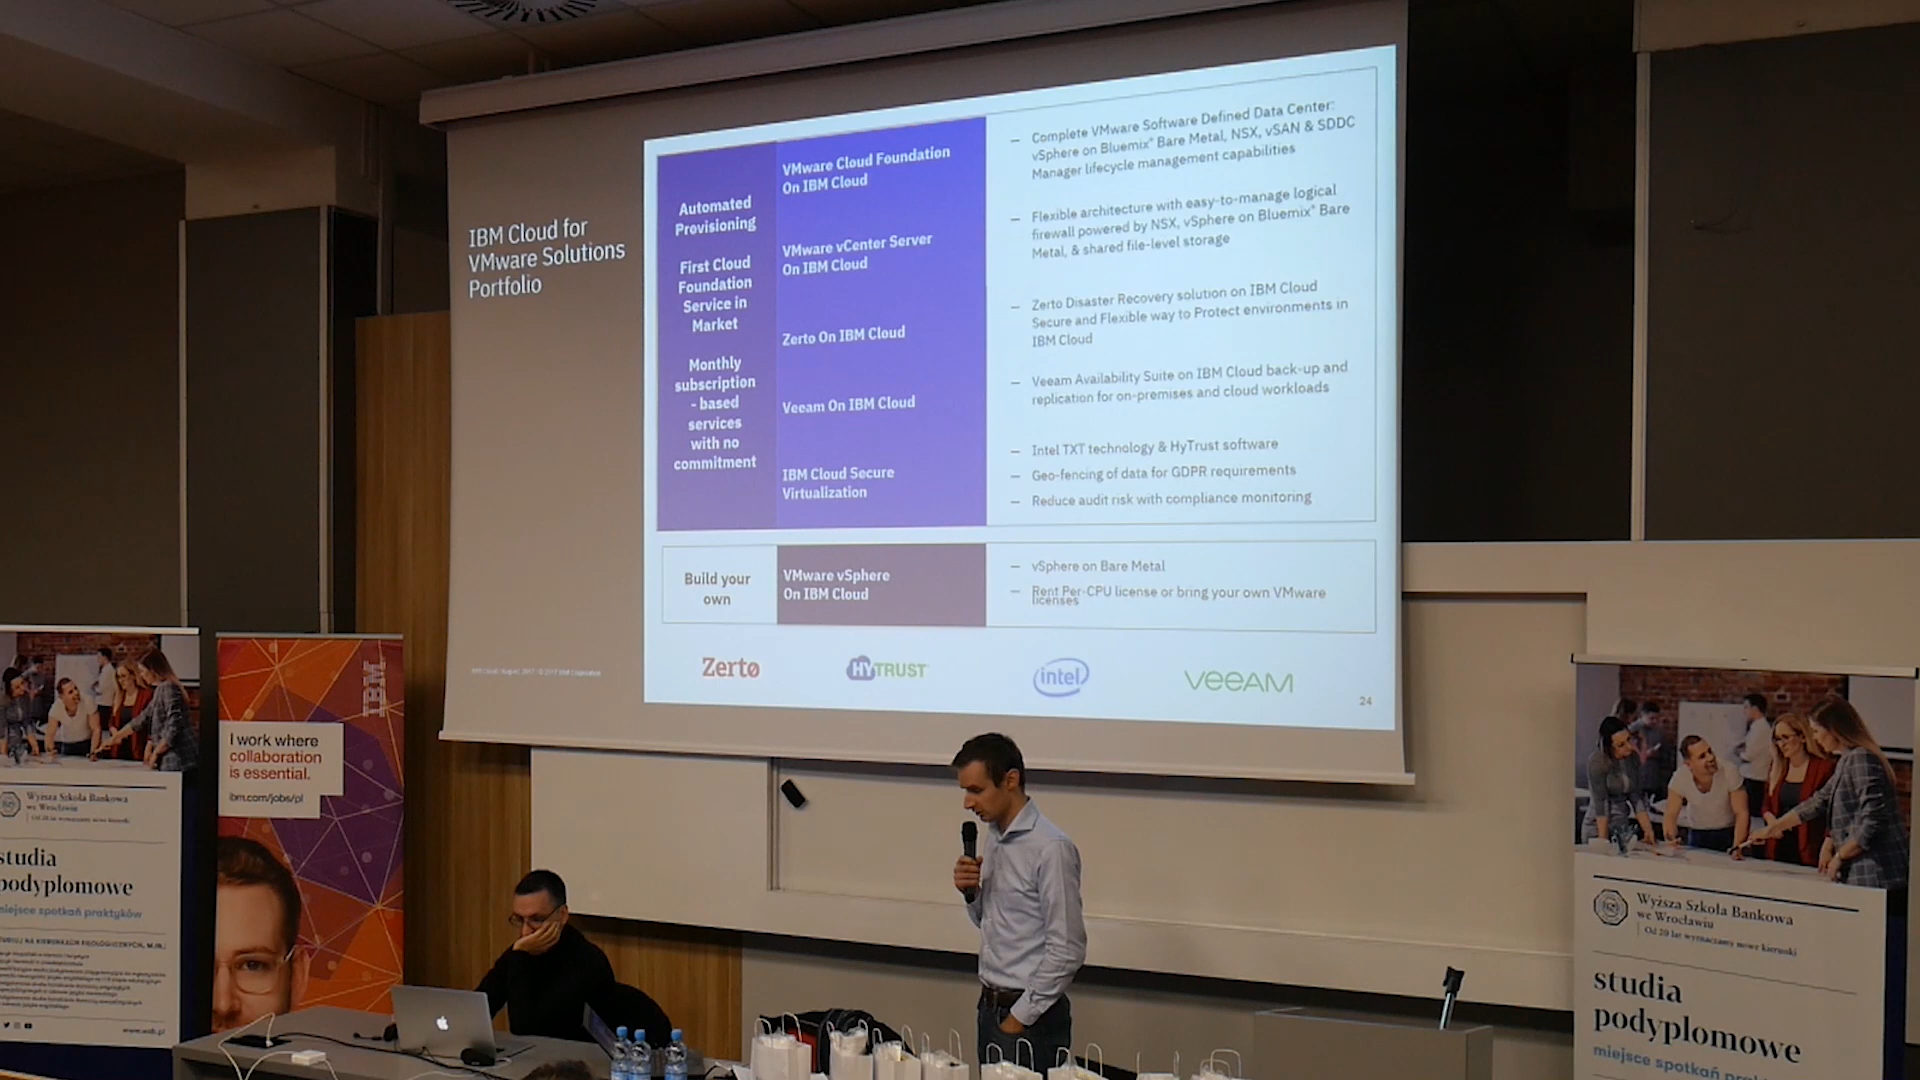 IBM Cloud for
VMware Solutions
Portfolio
Automated
Provisioning
First Cloud
Foundation
Service in
Market
Monthly
subscription
- based
services
with no
commitment
VMware Cloud Foundation
On IBM Cloud
VMware vCenter Server
On IBM Cloud
Zerto On IBM Cloud
Veeam On IBM Cloud
IBM Cloud Secure
Virtualization
— Complete VMware Software Defined Data Center:
vSphere on Bluemix® Bare Metal, NSX, vSAN & SDDC
Manager lifecycle management capabilities
— Flexible architecture with easy-to-manage logical
firewall powered by NSX, vSphere on Bluemix® Bare
Metal, & shared file-level storage
— Zerto Disaster Recovery solution on IBM Cloud
Secure and Flexible way to Protect environments in
IBM Cloud
— Veeam Availability Suite on IBM Cloud back-up and
replication for on-premises and cloud workloads
— Intel TXT technology & HyTrust software
— Geo-fencing of data for GDPR requirements
— Reduce audit risk with compliance monitoring
Build your
own
VMware vSphere
On IBM Cloud
— vSphere on Bare Metal
— Rent Per-CPU license or bring your own VMware
licenses
Zerto
HYTRUST
intel
veeAM
24
IBM
I work where
collaboration
is essential.
ibm.com/jobs/pl
Wyższa Szkoła Bankowa
we Wrocławiu
Od 20 lat wyznaczamy nowe kierunki
studia
podyplomowe
miejsce spotkań praktyków
www.wsb.pl
Wyższa Szkoła Bankowa
we Wrocławiu
Od 20 lat wyznaczamy nowe kierunki
studia
podyplomowe
miejsce spotkań